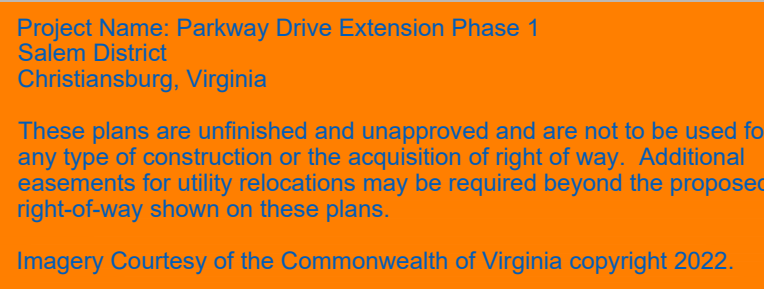 Project Name: Parkway Drive Extension Phase 1
Salem District
Christiansburg, Virginia
These plans are unfinished and unapproved and are not to be used fo
any type of construction or the acquisition of right of way.  Additional
easements for utility relocations may be required beyond the proposed
right-of-way shown on these plans.
Imagery Courtesy of the Commonwealth of Virginia copyright 2022.